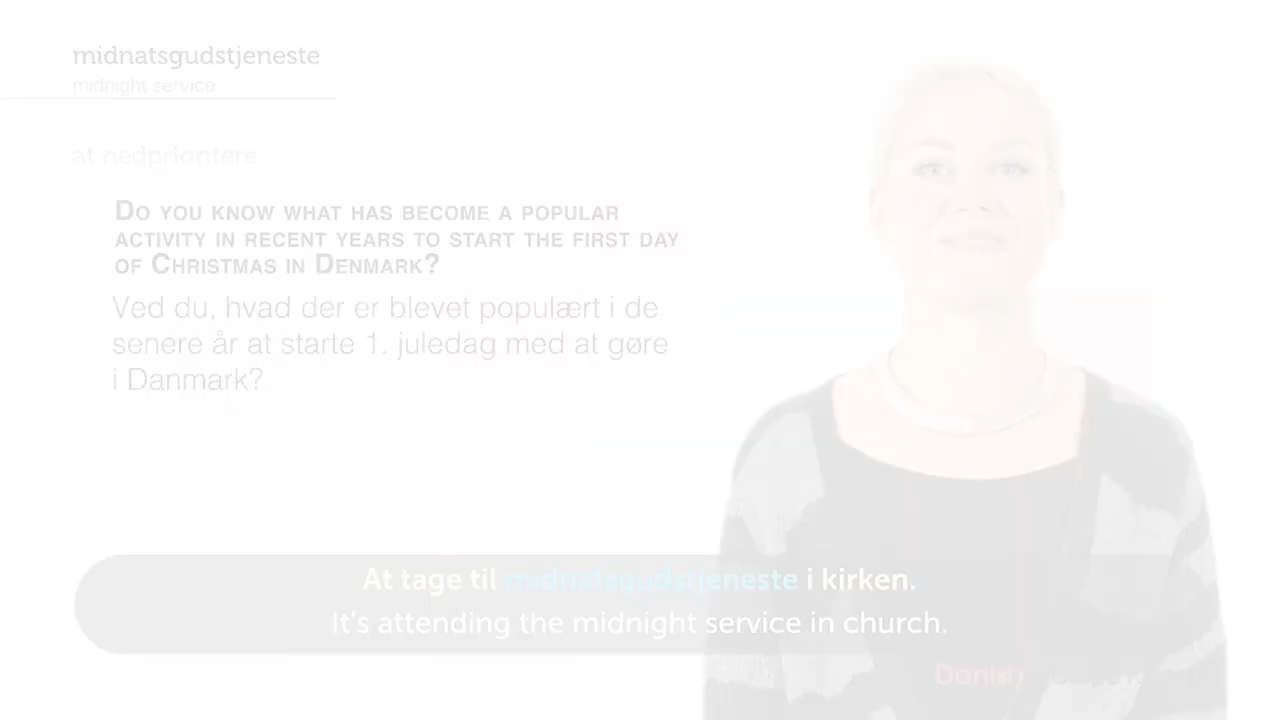 midnatsgudstjeneste
midnight service
at nedprioritere
DO YOU KNOW WHAT HAS BECOME A POPULAR
ACTIVITY IN RECENT YEARS TO START THE FIRST DAY
OF CHRISTMAS IN DENMARK?
Ved du, hvad der er blevet populært i de
senere år at starte 1. juledag med at gøre
i Danmark?
At tage til midnatsgudstjeneste i kirken.
It's attending the midnight service in church.
Danish